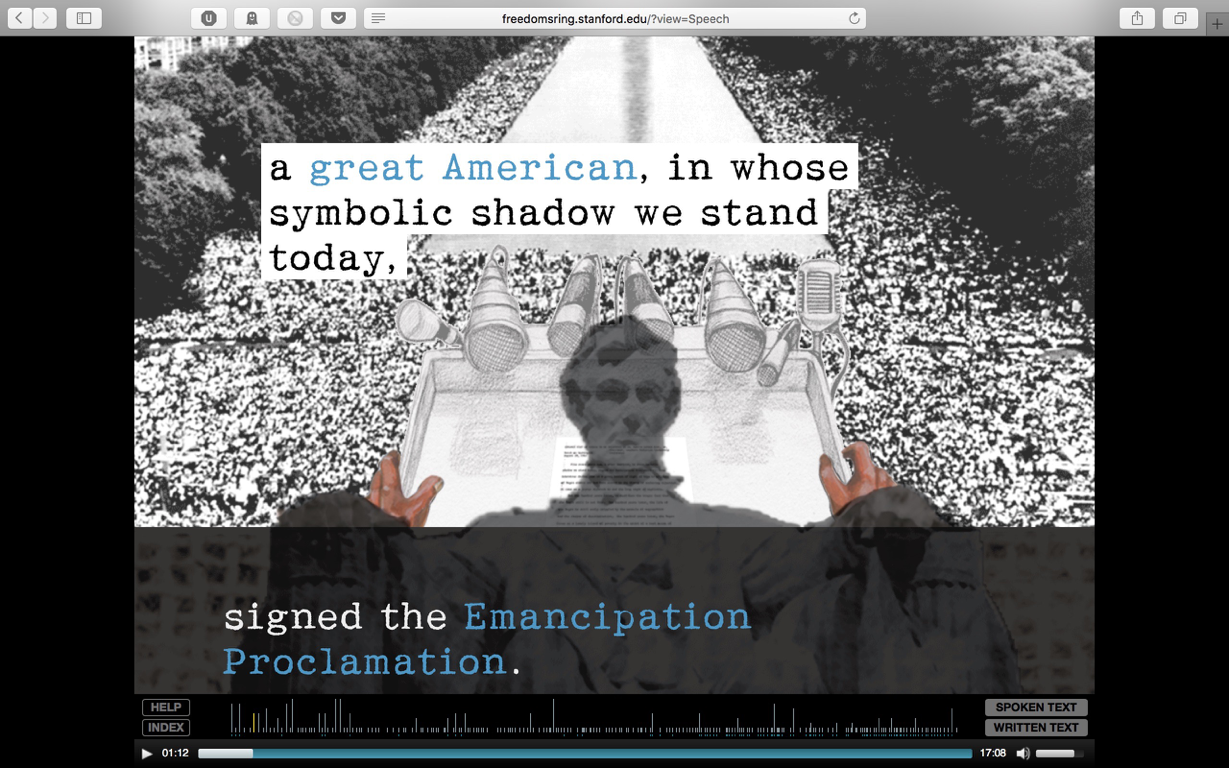 freedomsring.stanford.edu/?view=Speech
a great American, in whose
symbolic shadow we stand
today,
signed the Emancipation
Proclamation.
HELP
SPOKEN TEXT
INDEX
WRITTEN TEXT
01:12
17:08